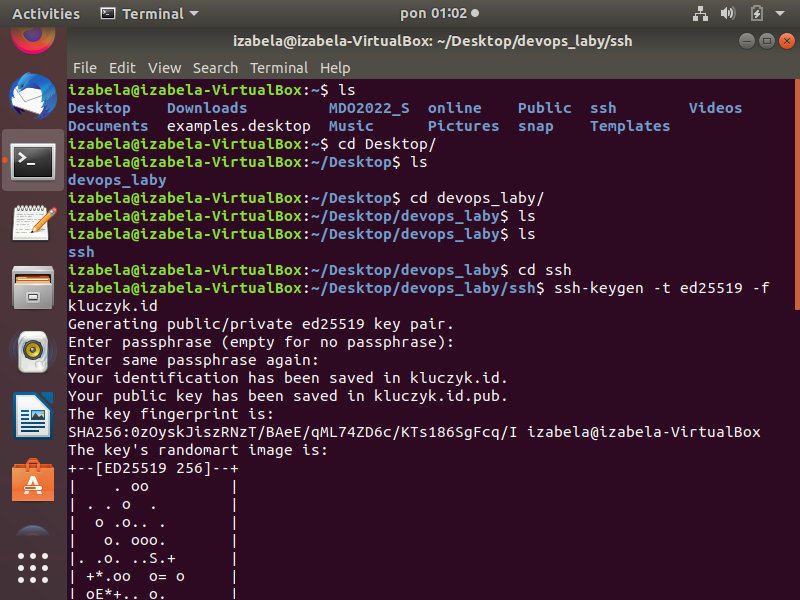 Activities Terminal pon 01:02
izabela@izabela-VirtualBox: ~/Desktop/devops_laby/ssh
File Edit View Search Terminal Help
izabela@izabela-VirtualBox:~$ ls
Desktop Downloads MDO2022_S online Public ssh Videos
Documents examples.desktop Music Pictures snap Templates
izabela@izabela-VirtualBox:~$ cd Desktop/
izabela@izabela-VirtualBox:~/Desktop$ ls
devops_laby
izabela@izabela-VirtualBox:~/Desktop$ cd devops_laby/
izabela@izabela-VirtualBox:~/Desktop/devops_laby$ ls
izabela@izabela-VirtualBox:~/Desktop/devops_laby$ ls
ssh
izabela@izabela-VirtualBox:~/Desktop/devops_laby$ cd ssh
izabela@izabela-VirtualBox:~/Desktop/devops_laby/ssh$ ssh-keygen -t ed25519 -f
kluczyk.id
Generating public/private ed25519 key pair.
Enter passphrase (empty for no passphrase):
Enter same passphrase again:
Your identification has been saved in kluczyk.id.
Your public key has been saved in kluczyk.id.pub.
The key fingerprint is:
SHA256:0zOyskJiszRNzT/BAeE/qML74ZD6c/KTs186SgFcq/I izabela@izabela-VirtualBox
The key's randomart image is:
+--[ED25519 256]--+
|    . oo         |
| . . o  .        |
|  o .o.. .       |
|   o. ooo.       |
|. .o. ..S.+      |
| +*.oo  o= o     |
| oE*+.. o.       |